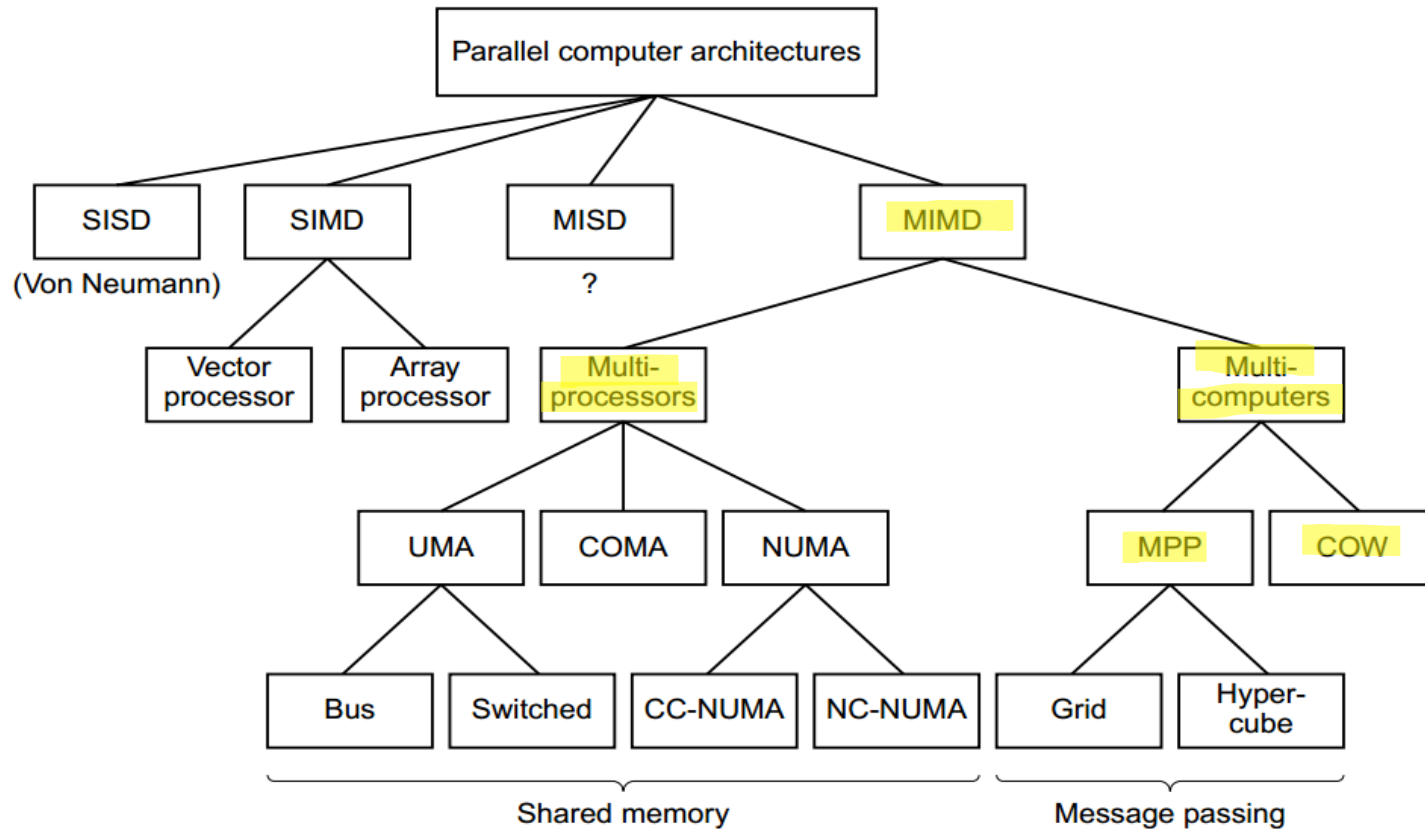 Parallel computer architectures
SISD
SIMD
MISD
MIMD
(Von Neumann)
?
Vector
processor
Array
processor
Multi-
processors
Multi-
computers
UMA
COMA
NUMA
MPP
COW
Bus
Switched
CC-NUMA
NC-NUMA
Grid
Hyper-
cube
Shared memory
Message passing